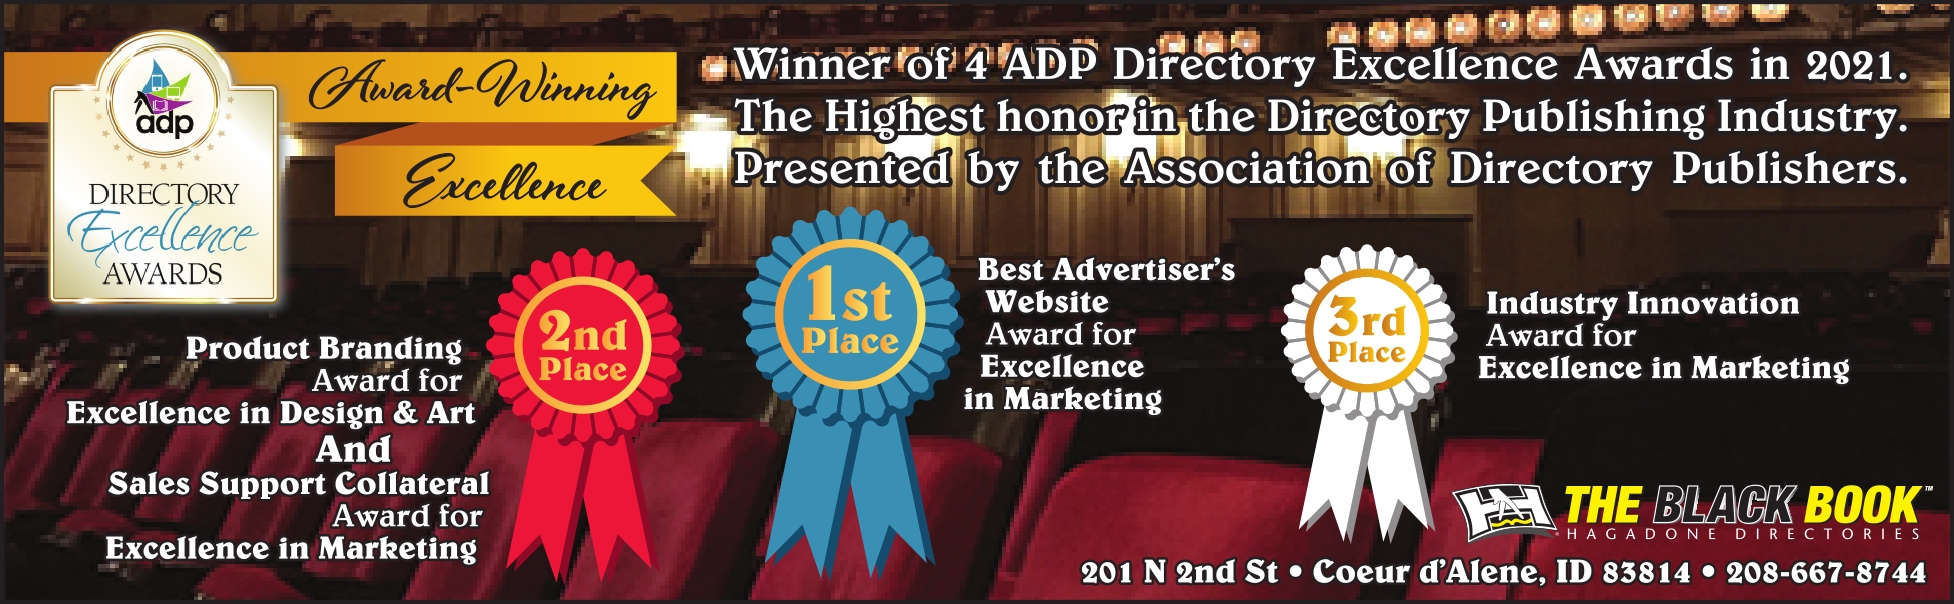 adp
DIRECTORY
Excellence
AWARDS
Award-Winning
Excellence
Winner of 4 ADP Directory Excellence Awards in 2021.
The Highest honor in the Directory Publishing Industry.
Presented by the Association of Directory Publishers.
Product Branding
Award for
Excellence in Design & Art
And
Sales Support Collateral
Award for
Excellence in Marketing
2nd
Place
1st
Place
Best Advertiser's
Website
Award for
Excellence
in Marketing
3rd
Place
Industry Innovation
Award for
Excellence in Marketing
THE BLACK BOOK™
HAGADONE DIRECTORIES
201 N 2nd St • Coeur d'Alene, ID 83814 • 208-667-8744